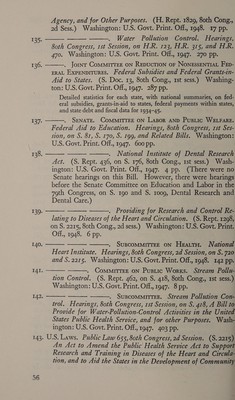 Agency, and for Other Purposes. (H. Rept. 1829, 80th Cong.,
2d Sess.) Washington: U.S. Govt. Print. Off., 1948. 17 pp.
135. ———. ———. Water Pollution Control. Hearings,
80th Congress, 1st Session, on H.R. 123, H.R. 315, and H.R.
470. Washington: U.S. Govt. Print. Off., 1947. 270 pp.
136. ———. JOINT COMMITTEE ON REDUCTION OF NONESSENTIAL FED-
ERAL EXPENDITURES. Federal Subsidies and Federal Grants-in-
Aid to States. (S. Doc. 13, 80th Cong., 1st sess.) Washing-
ton: U.S. Govt. Print. Off., 1947. 287 pp.
Detailed statistics for each state, with national summaries, on fed-
eral subsidies, grants-in-aid to states, federal payments within states,
and state debt and fiscal data for 1934-45.
137. ———. SENATE. COMMITTEE ON LABOR AND PUBLIC WELFARE.
Federal Aid to Education. Hearings, 80th Congress, 1st Ses-
sion, on S. 81, S. 170, S. 199, and Related Bills. Washington:
U.S. Govt. Print. Off., 1947. 600 pp.
138. ———. ———. ———. National Institute of Dental Research
Act. (S. Rept. 436, on S. 176, 80th Cong., 1st sess.) Wash-
ington: U.S. Govt. Print. Off., 1947. 4 pp. (There were no
Senate hearings on this Bill. However, there were hearings
before the Senate Committee on Education and Labor in the
79th Congress, on S. 190 and S. 1099, Dental Research and
Dental Care.)
139. ———. ———. ———. Providing for Research and Control Re-
lating to Diseases of the Heart and Circulation. (S. Rept. 1298,
on S. 2215, 80th Cong., 2d sess.) Washington: U.S. Govt. Print.
Off., 1948. 6 pp.
140. ———. ———. ———. SUBCOMMITTEE ON HEALTH. National
Heart Institute. Hearings, 80th Congress, 2d Session, on S. 720
and S. 2215. Washington: U.S. Govt. Print. Off., 1948. 142 pp.
141. ———. ———. COMMITTEE ON PUBLIC WORKS. Stream Pollu-
tion Control. (S. Rept. 462, on S. 418, 80th Cong., 1st sess.)
Washington: U.S. Govt. Print. Off., 1947. 8 pp.
142. ———. ———. ———. SUBCOMMITTEE. Stream Pollution Con-
trol. Hearings, 80th Congress, 1st Session, on S. 418, A Bill to
Provide for Water-Pollution-Control Activities in the United
States Public Health Service, and for other Purposes. Wash-
ington: U.S. Govt. Print. Off., 1947. 403 pp.
143. U.S. LAWS. Public Law 655, 80th Congress, 2d Session. (S. 2215)
An Act to Amend the Public Health Service Act to Support
Research and Training in Diseases of the Heart and Circula-
tion, and to Aid the States in the Development of Community
56